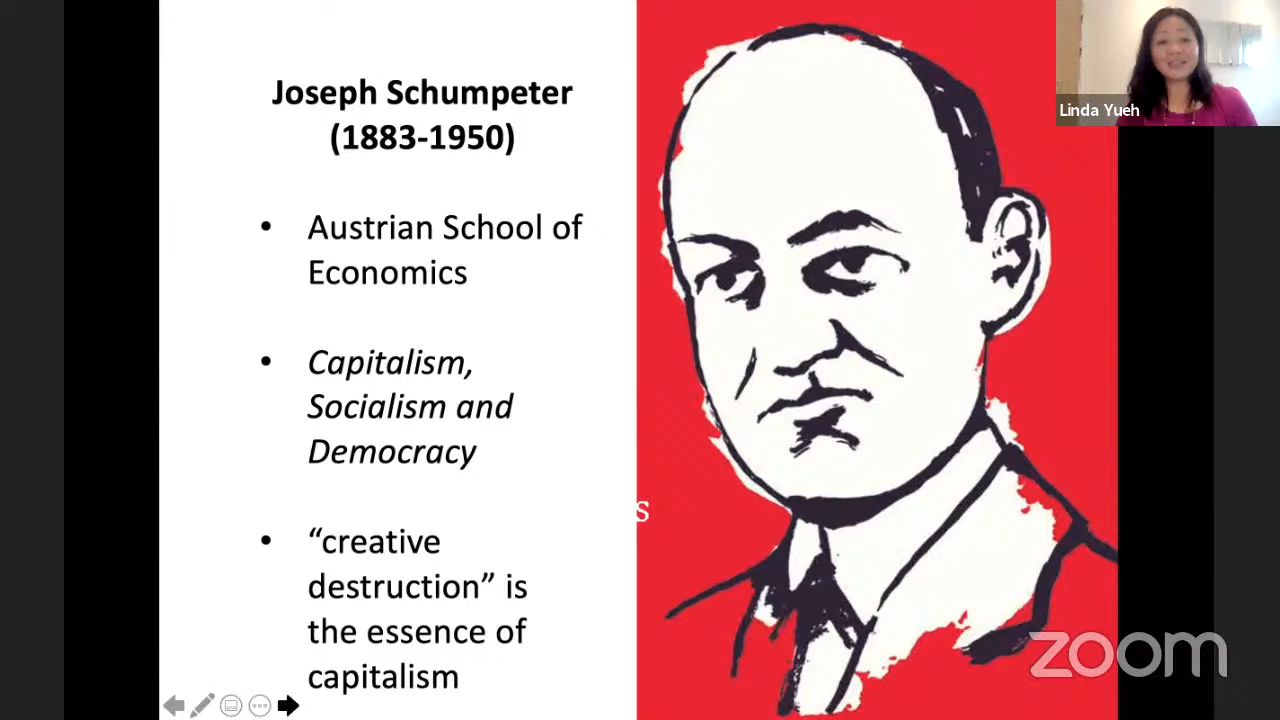 Joseph Schumpeter
(1883-1950)
• Austrian School of
Economics
• Capitalism,
Socialism and
Democracy
• “creative
destruction” is
the essence of
capitalism
s
Linda Yueh
zoom